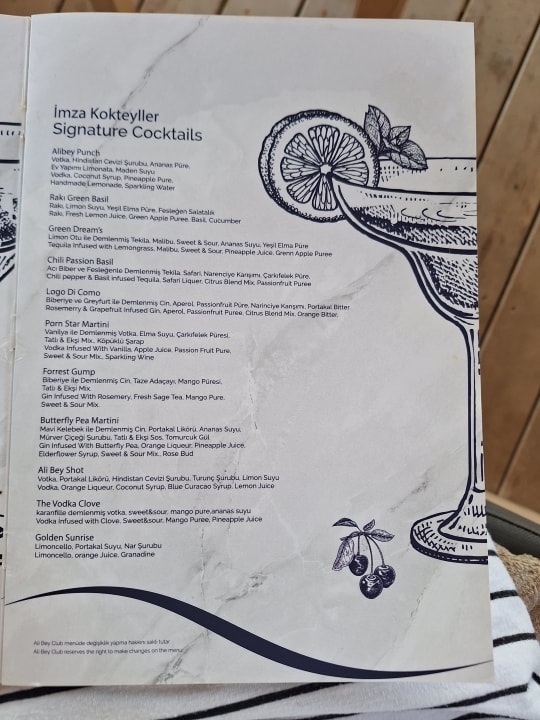 İmza Kokteyller
Signature Cocktails
Alibey Punch
Votka, Hindistan Cevizi Şurubu, Ananas Püre,
Ev Yapımı Limenata, Maden Suyu
Vodka, Coconut Syrup, Pineapple Pure,
Handmade Lemonade, Sparkling Water
Rakı Green Basil
Rakı, Limon Suyu, Yeşil Elma Püre, Fesleğen Salatalık
Rakı, Fresh Lemon Juice, Green Apple Puree, Basil, Cucumber
Green Dream's
Limon Otu ile Demlenmiş Tekila, Malibu, Sweet & Sour, Ananas Suyu, Yeşil Elma Püre
Tequila Infused with Lemongrass, Malibu, Sweet & Sour, Pineapple Juice, Grenn Apple Puree
Chili Passion Basil
Acı Biber ve Fesleğenle Demlenmiş Tekila, Safari, Narenciye Karışımı, Çarkıfelek Püre,
Chili pepper & Basil Infused Tequila, Safari Liquer, Citrus Blend Mix, Passionfruit Puree
Logo Di Como
Biberiye ve Greyfurt ile Demlenmiş Cin, Aperol, Passionfruit Püre, Narinciye Karışımı, Portakal Bitter,
Rosemerry & Grapefruit Infused Gin, Aperol, Passionfruit Puree, Citrus Blend Mix, Orange Bitter,
Porn Star Martini
Vanilya ile Demlenmiş Votka, Elma Suyu, Çarkıfelek Püresi,
Tatlı & Ekşi Mix., Köpüklü Şarap
Vodka Infused With Vanilla, Apple Juice, Passion Fruit Pure,
Sweet & Sour Mix., Sparkling Wine
Forrest Gump
Biberiye ile Demlenmiş Cin, Taze Adaçayı, Mango Püresi,
Tatlı & Ekşi Mix.
Gin Infused With Rosemery, Fresh Sage Tea, Mango Pure,
Sweet & Sour Mix.
Butterfly Pea Martini
Mavi Kelebek ile Demlenmiş Cin, Portakal Likörü, Ananas Suyu,
Mürver Çiçeği Şurubu, Tatlı & Ekşi Sos, Tomurcuk Gül
Gin Infused With Butterfly Pea, Orange Liqueur, Pineapple Juice,
Elderflower Syrup, Sweet & Sour Mix., Rose Bud
Ali Bey Shot
Votka, Portakal Likörü, Hindistan Cevizi Şurubu, Turunç Şurubu, Limon Suyu
Vodka, Orange Liqueur, Coconut Syrup, Blue Curacao Syrup, Lemon Juice
The Vodka Clove
karanfille demlenmiş votka, sweet&sour, mango pure,ananas suyu
Vodka Infused with Clove, Sweet&sour, Mango Puree, Pineapple Juice
Golden Sunrise
Limoncello, Portakal Suyu, Nar Şurubu
Limoncello, orange Juice, Granadine
Ali Bey Club menüde değişiklik yapma hakkını saklı tutar.
Ali Bey Club reserves the right to make changes on the menu